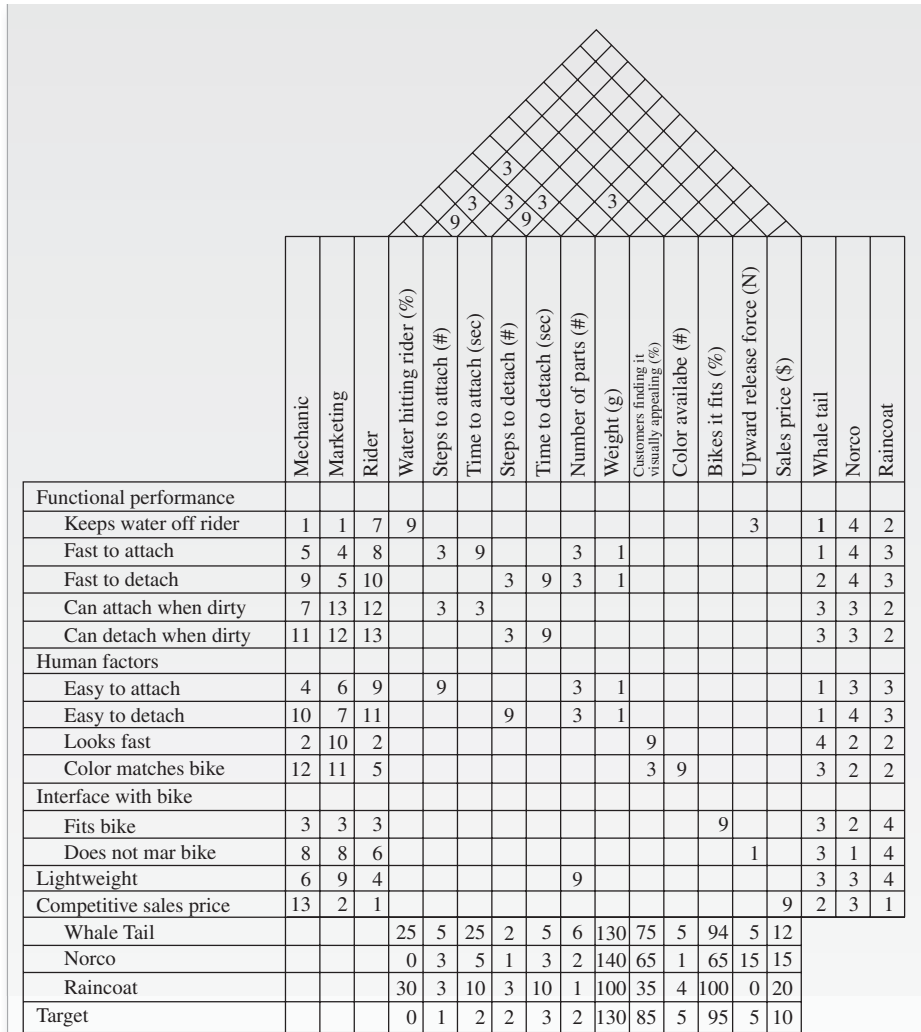 3
3 3 3 3
9 9
Mechanic Marketing Rider Water hitting rider (%) Steps to attach (#) Time to attach (sec) Steps to detach (#) Time to detach (sec) Number of parts (#) Weight (g) Customers finding it visually appealing (%) Color availabe (#) Bikes it fits (%) Upward release force (N) Sales price ($) Whale tail Norco Raincoat
Functional performance
Keeps water off rider 1 1 7 9 3 1 4 2
Fast to attach 5 4 8 3 9 3 1 1 4 3
Fast to detach 9 5 10 3 9 3 1 2 4 3
Can attach when dirty 7 13 12 3 3 3 3 2
Can detach when dirty 11 12 13 3 9 3 3 2
Human factors
Easy to attach 4 6 9 9 3 1 1 3 3
Easy to detach 10 7 11 9 3 1 1 4 3
Looks fast 2 10 2 9 4 2 2
Color matches bike 12 11 5 3 9 3 2 2
Interface with bike
Fits bike 3 3 3 9 3 2 4
Does not mar bike 8 8 6 1 3 1 4
Lightweight 6 9 4 9 3 3 4
Competitive sales price 13 2 1 9 2 3 1
Whale Tail 25 5 25 2 5 6 130 75 5 94 5 12
Norco 0 3 5 1 3 2 140 65 1 65 15 15
Raincoat 30 3 10 3 10 1 100 35 4 100 0 20
Target 0 1 2 2 3 2 130 85 5 95 5 10